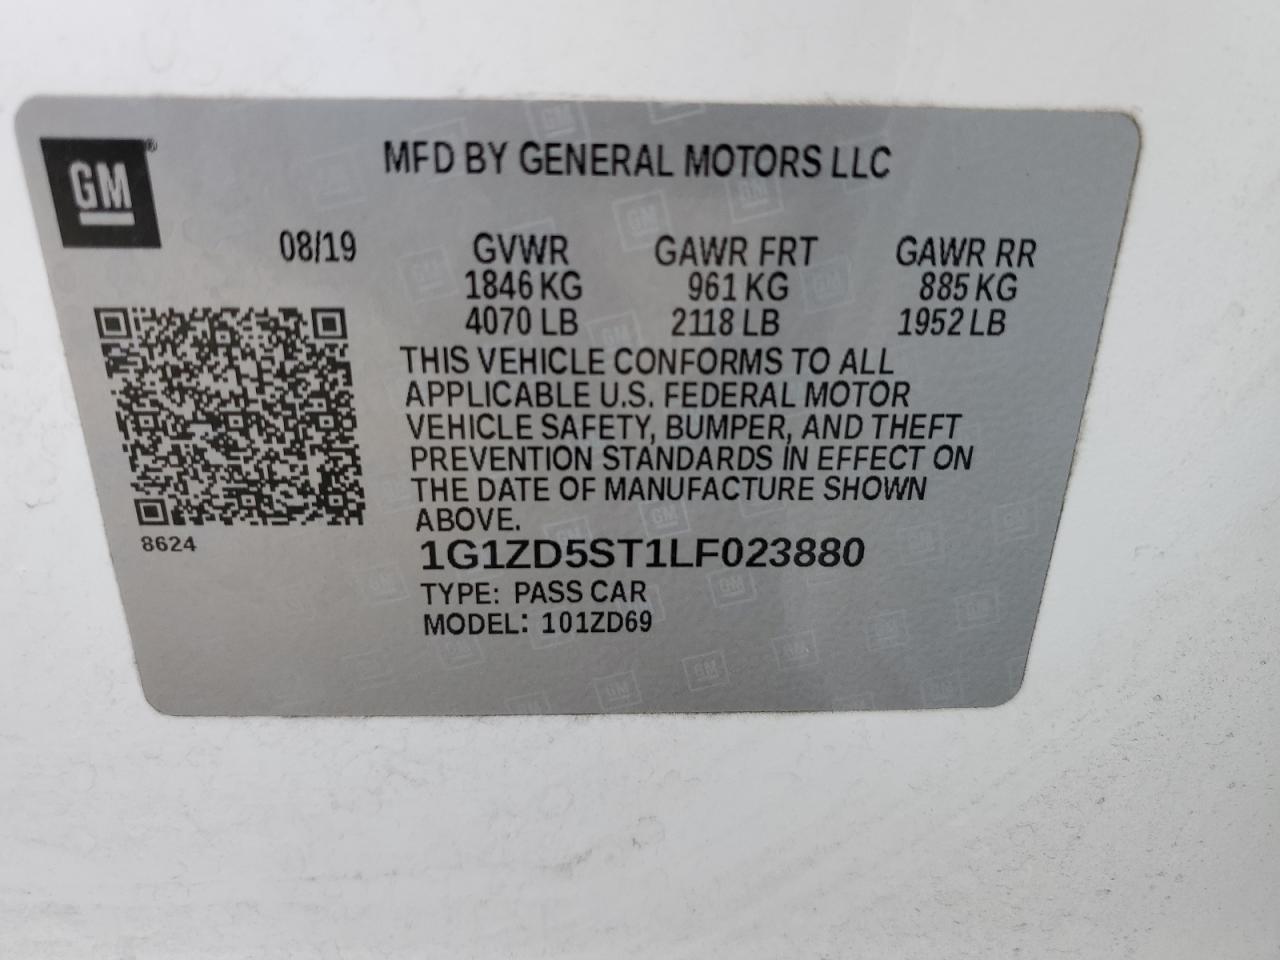 GM®
MFD BY GENERAL MOTORS LLC
08/19
GVWR GAWR FRT GAWR RR
1846 KG 961 KG 885 KG
4070 LB 2118 LB 1952 LB
THIS VEHICLE CONFORMS TO ALL
APPLICABLE U.S. FEDERAL MOTOR
VEHICLE SAFETY, BUMPER, AND THEFT
PREVENTION STANDARDS IN EFFECT ON
THE DATE OF MANUFACTURE SHOWN
ABOVE.
8624
1G1ZD5ST1LF023880
TYPE: PASS CAR
MODEL: 101ZD69